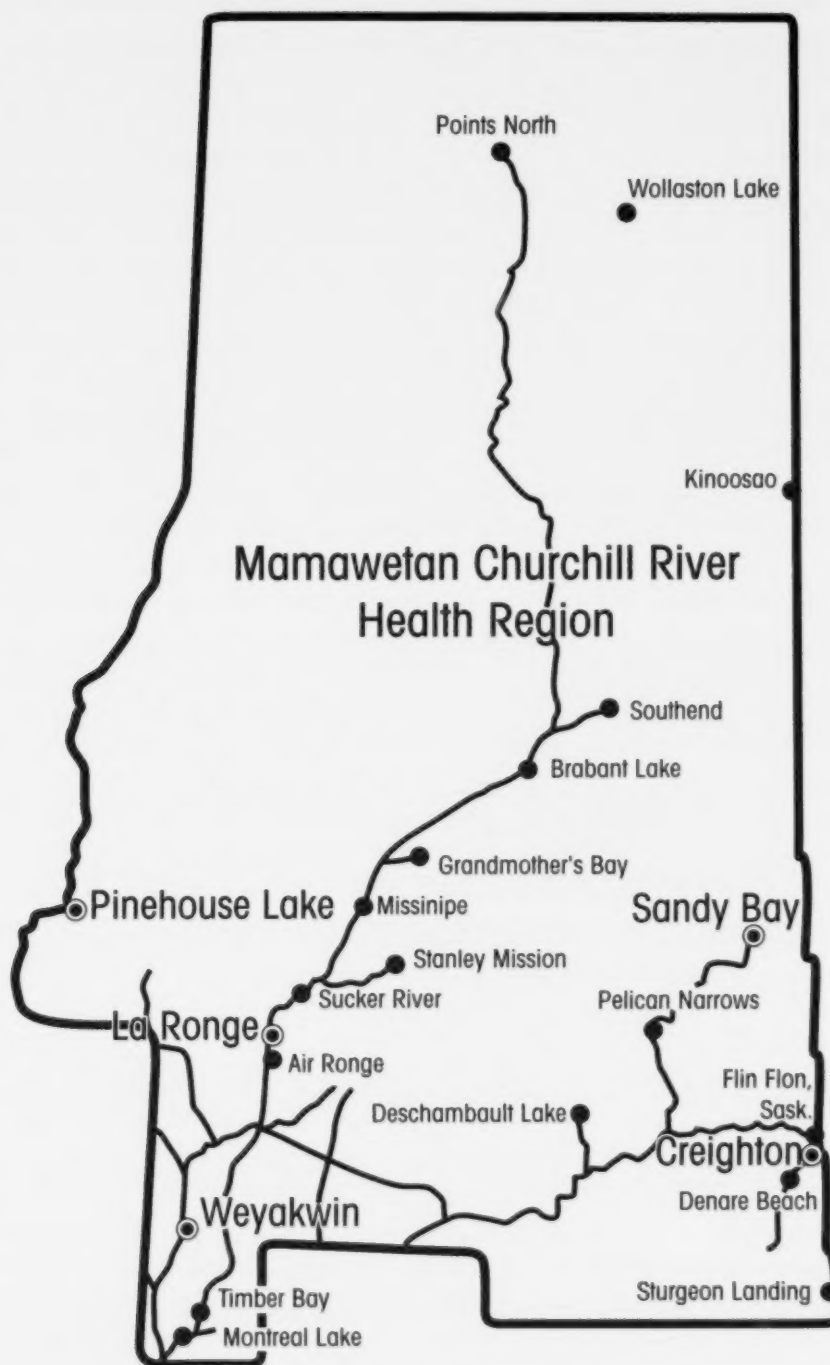 Points North
Wollaston Lake
Kinoosao
Mamawetan Churchill River
Health Region
Southend
Brabant Lake
Grandmother's Bay
Pinehouse Lake
Missinipe
Sandy Bay
Stanley Mission
Sucker River
Pelican Narrows
La Ronge
Air Ronge
Flin Flon,
Sask.
Deschambault Lake
Creighton
Denare Beach
Weyakwin
Sturgeon Landing
Timber Bay
Montreal Lake